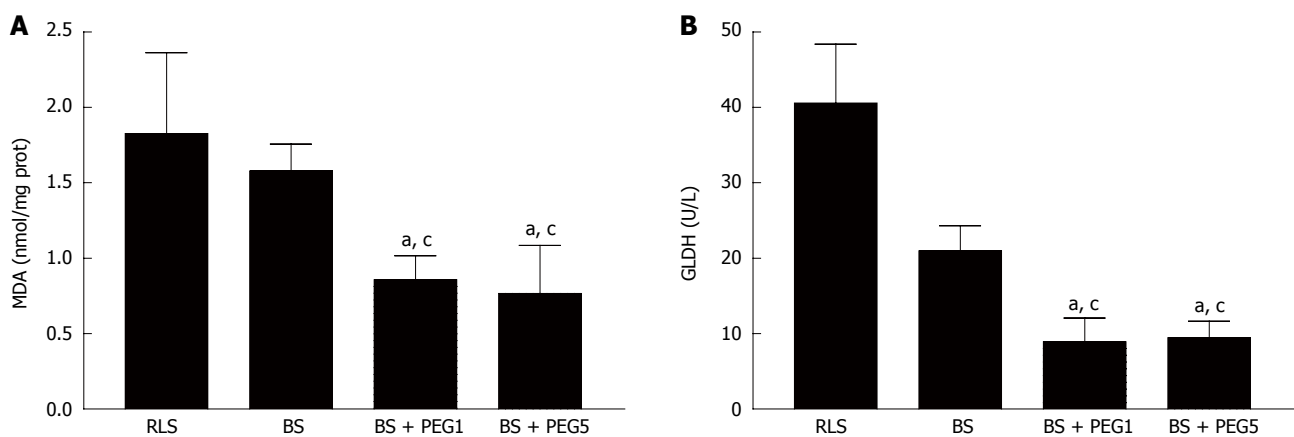 A
MDA (nmol/mg prot)
2.5
2.0
1.5
1.0
0.5
0.0
a, c
a, c
RLS
BS
BS + PEG1
BS + PEG5
B
GLDH (U/L)
50
40
30
20
10
0
a, c
a, c
RLS
BS
BS + PEG1
BS + PEG5